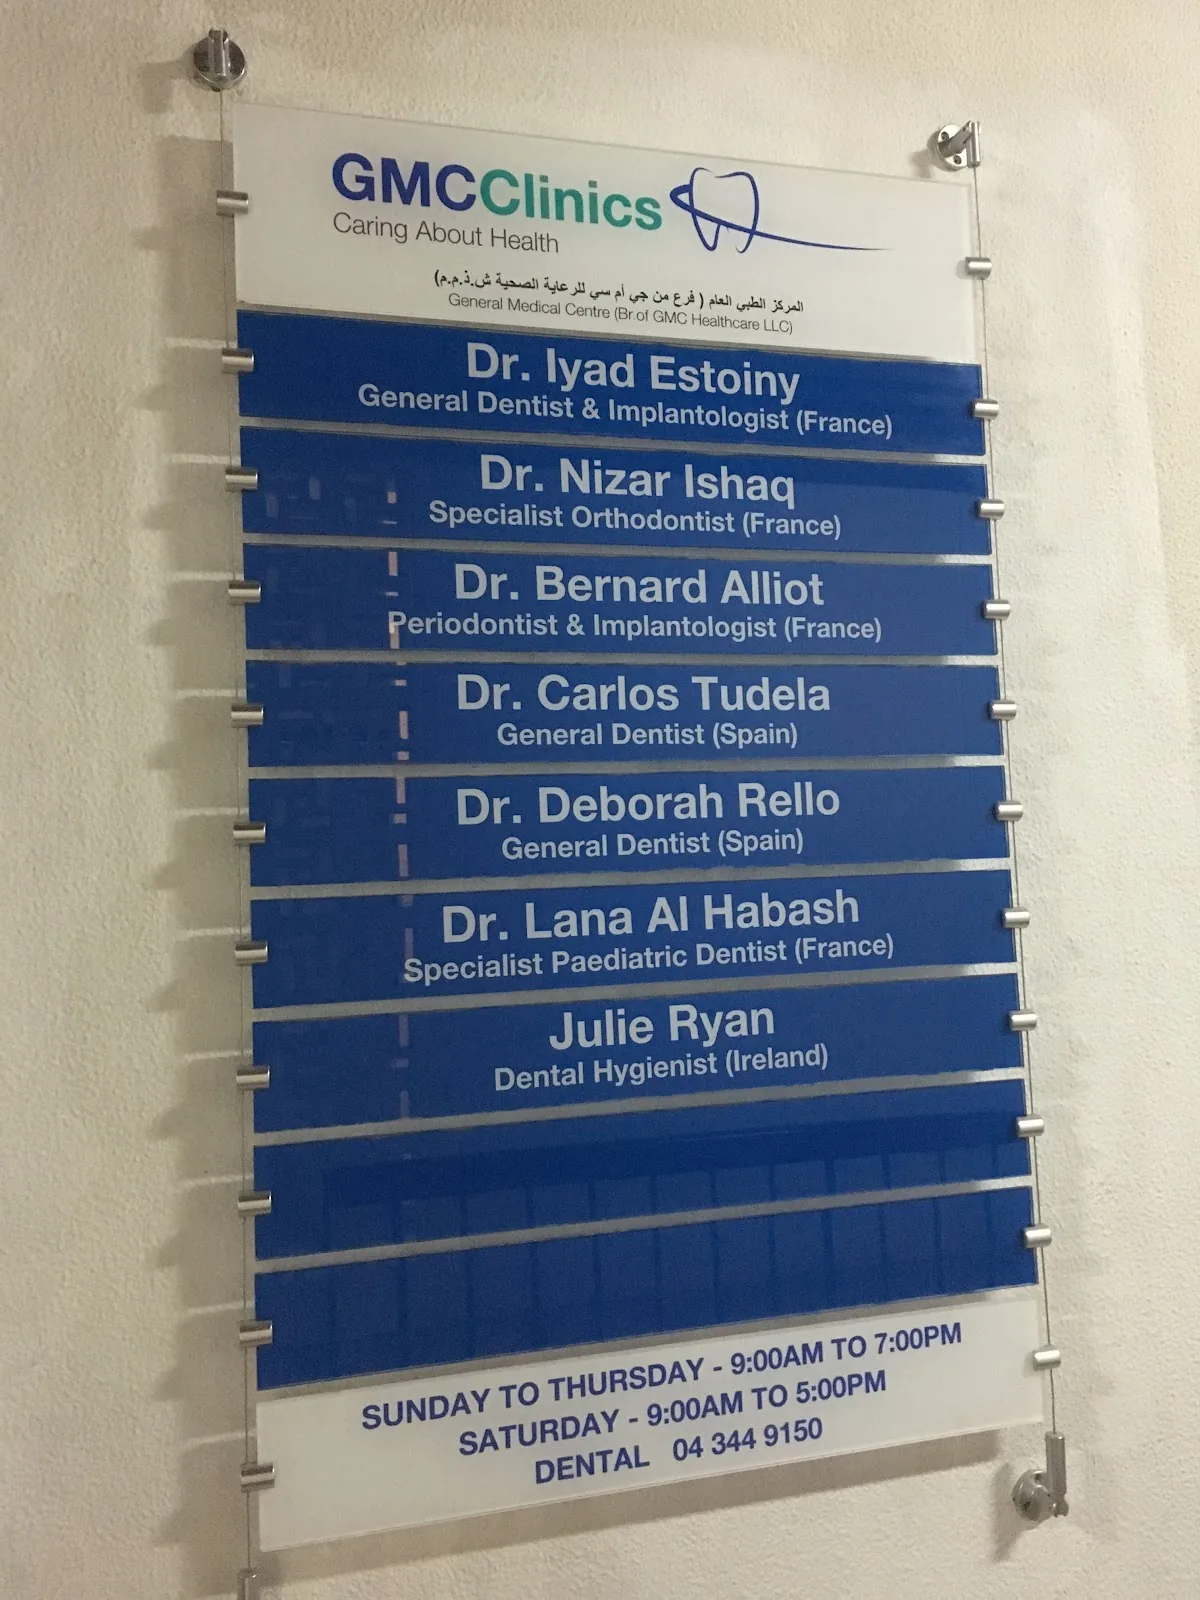 GMCClinics
Caring About Health
المركز الطبي العام ( فرع من جي أم سي للرعاية الصحية ش.ذ.م.م)
General Medical Centre (Br.of GMC Healthcare LLC)
Dr. Iyad Estoiny
General Dentist & Implantologist (France)
Dr. Nizar Ishaq
Specialist Orthodontist (France)
Dr. Bernard Alliot
Periodontist & Implantologist (France)
Dr. Carlos Tudela
General Dentist (Spain)
Dr. Deborah Rello
General Dentist (Spain)
Dr. Lana Al Habash
Specialist Paediatric Dentist (France)
Julie Ryan
Dental Hygienist (Ireland)
SUNDAY TO THURSDAY - 9:00AM TO 7:00PM
SATURDAY - 9:00AM TO 5:00PM
DENTAL 04 344 9150